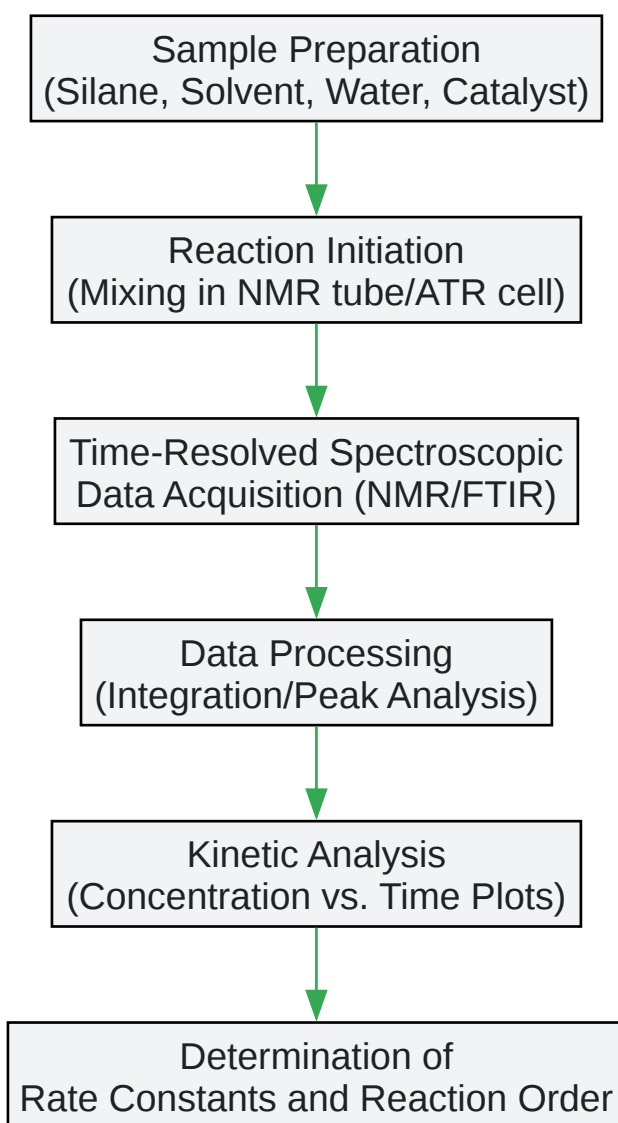 Sample Preparation
(Silane, Solvent, Water, Catalyst)
Reaction Initiation
(Mixing in NMR tube/ATR cell)
Time-Resolved Spectroscopic
Data Acquisition (NMR/FTIR)
Data Processing
(Integration/Peak Analysis)
Kinetic Analysis
(Concentration vs. Time Plots)
Determination of
Rate Constants and Reaction Order